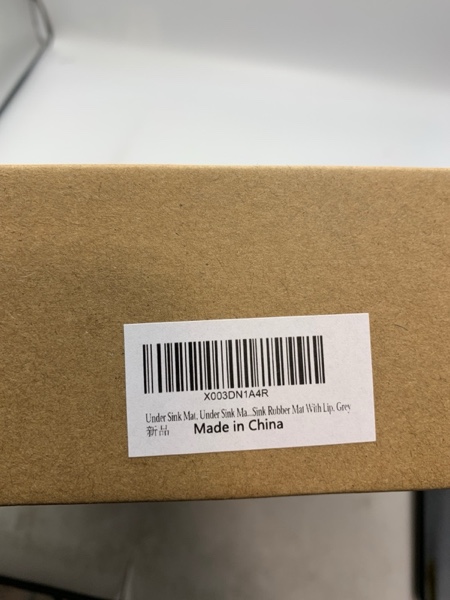 X003DN1A4R
Under Sink Mat, Under Sink Ma...Sink Rubber Mat With Lip, Grey
新品 Made in China